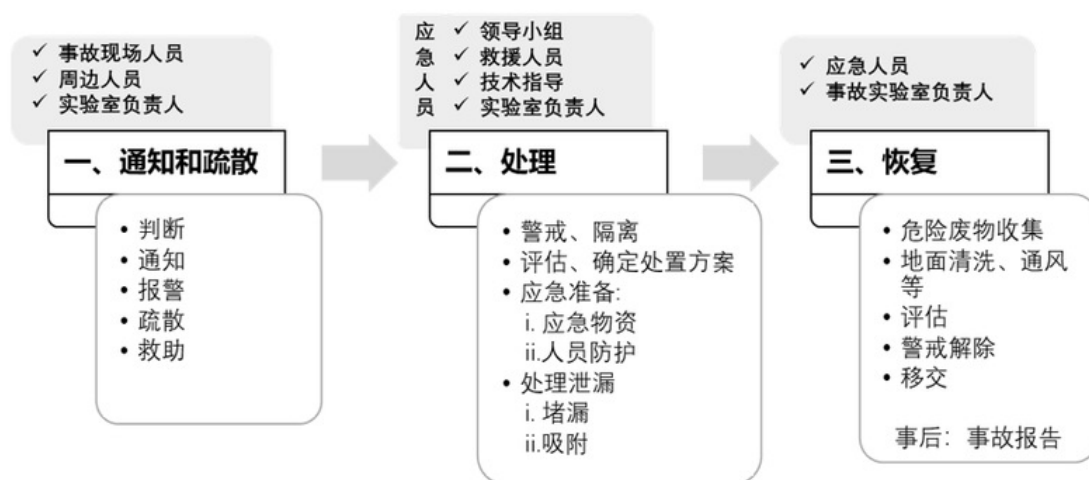 ✓ 事故现场人员
✓ 周边人员
✓ 实验室负责人
一、通知和疏散
• 判断
• 通知
• 报警
• 疏散
• 救助
应急人员
✓ 领导小组
✓ 救援人员
✓ 技术指导
✓ 实验室负责人
二、处理
• 警戒、隔离
• 评估、确定处置方案
• 应急准备:
i. 应急物资
ii.人员防护
• 处理泄漏
i. 堵漏
ii.吸附
✓ 应急人员
✓ 事故实验室负责人
三、恢复
• 危险废物收集
• 地面清洗、通风
等
• 评估
• 警戒解除
• 移交
事后：事故报告